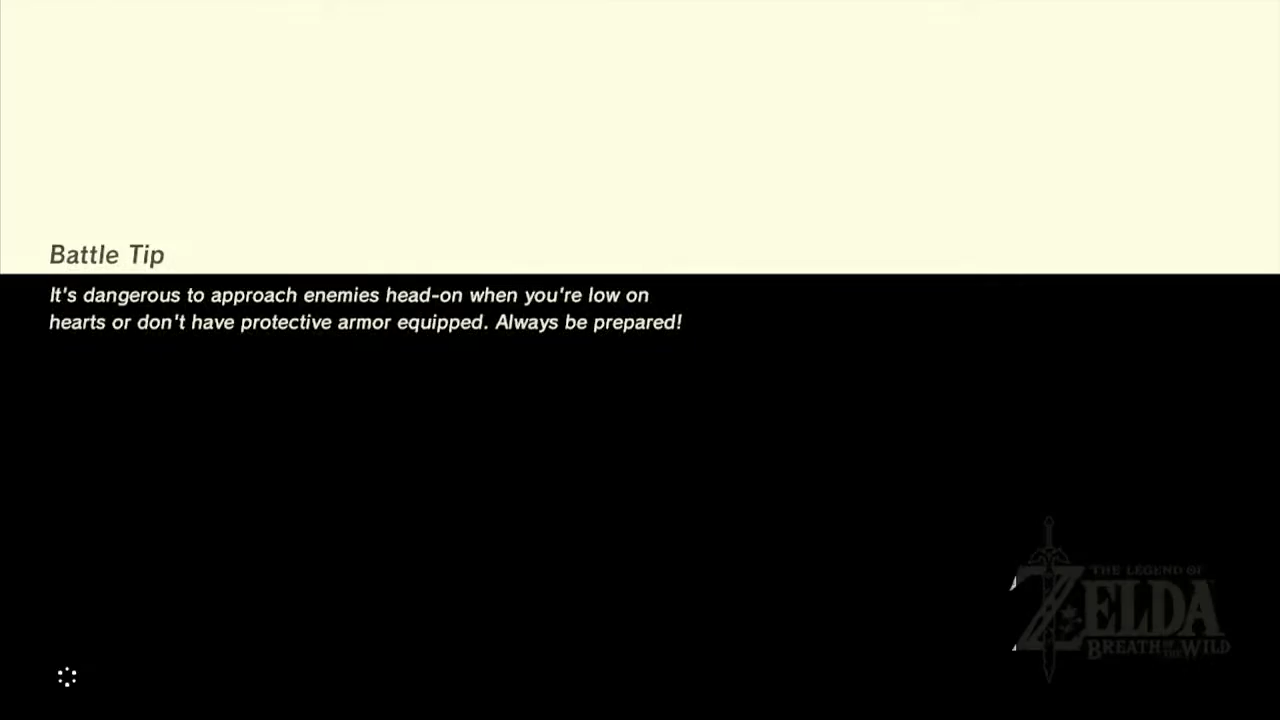 Battle Tip
It's dangerous to approach enemies head-on when you're low on
hearts or don't have protective armor equipped. Always be prepared!
THE LEGEND OF
ZELDA
BREATH OF THE WILD